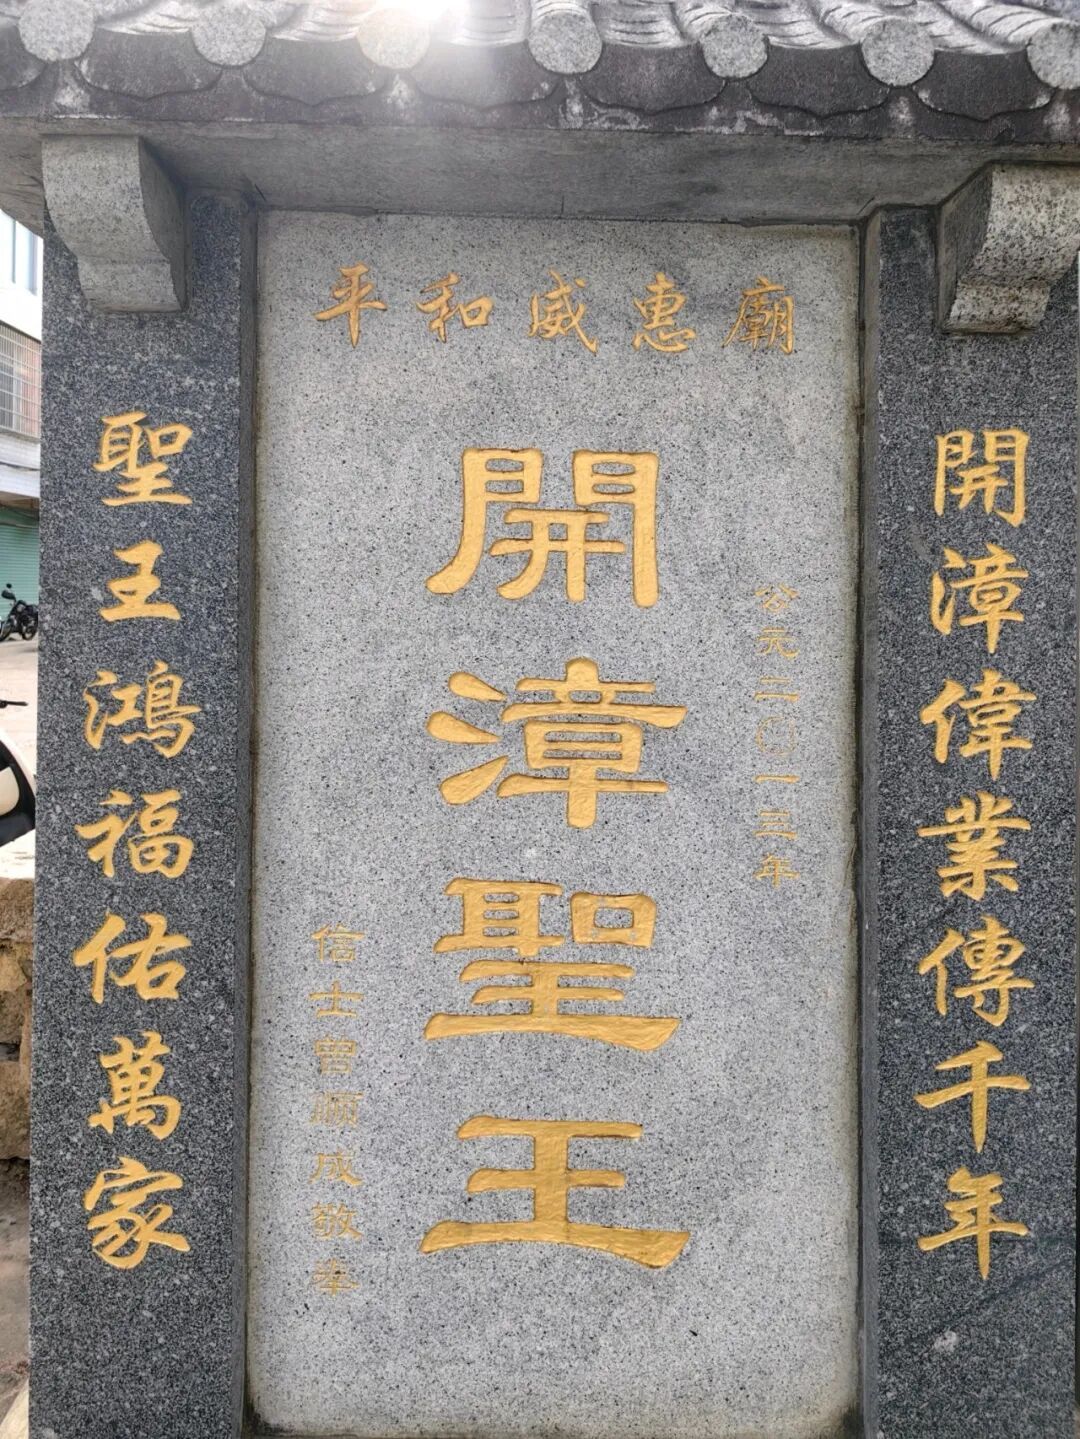 平和威惠廟
開漳偉業傳千年
公元二〇一三年
開漳聖王
信士曾順成敬奉
聖王鴻福佑萬家